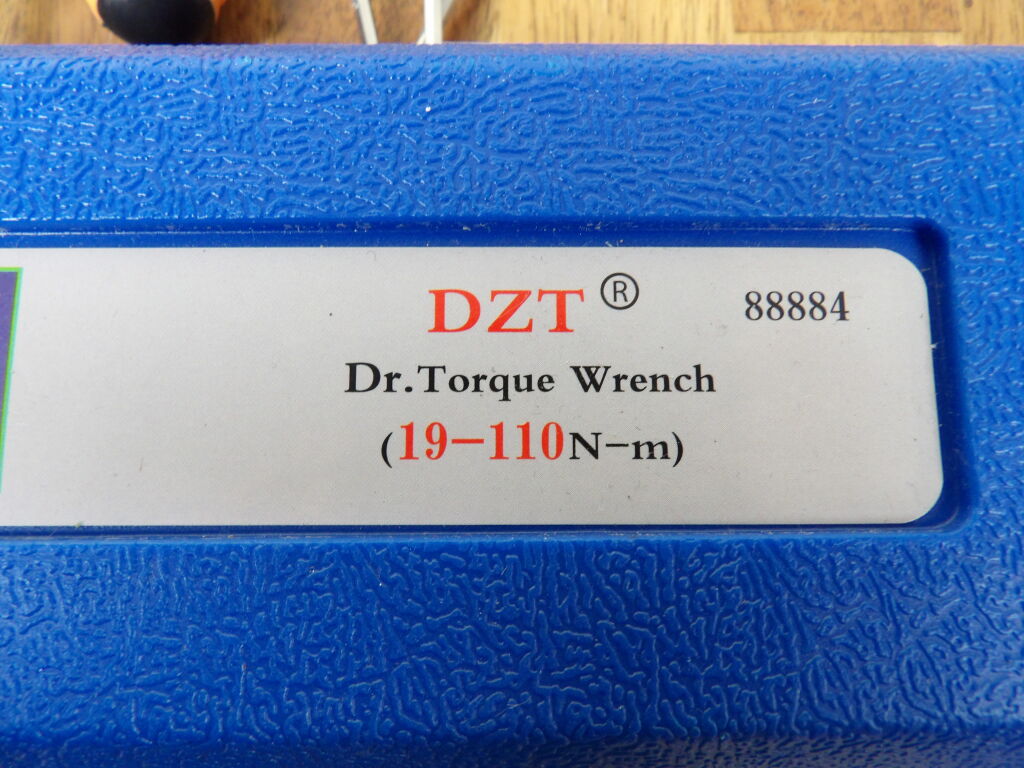 DZT ® 88884
Dr.Torque Wrench
(19-110N-m)